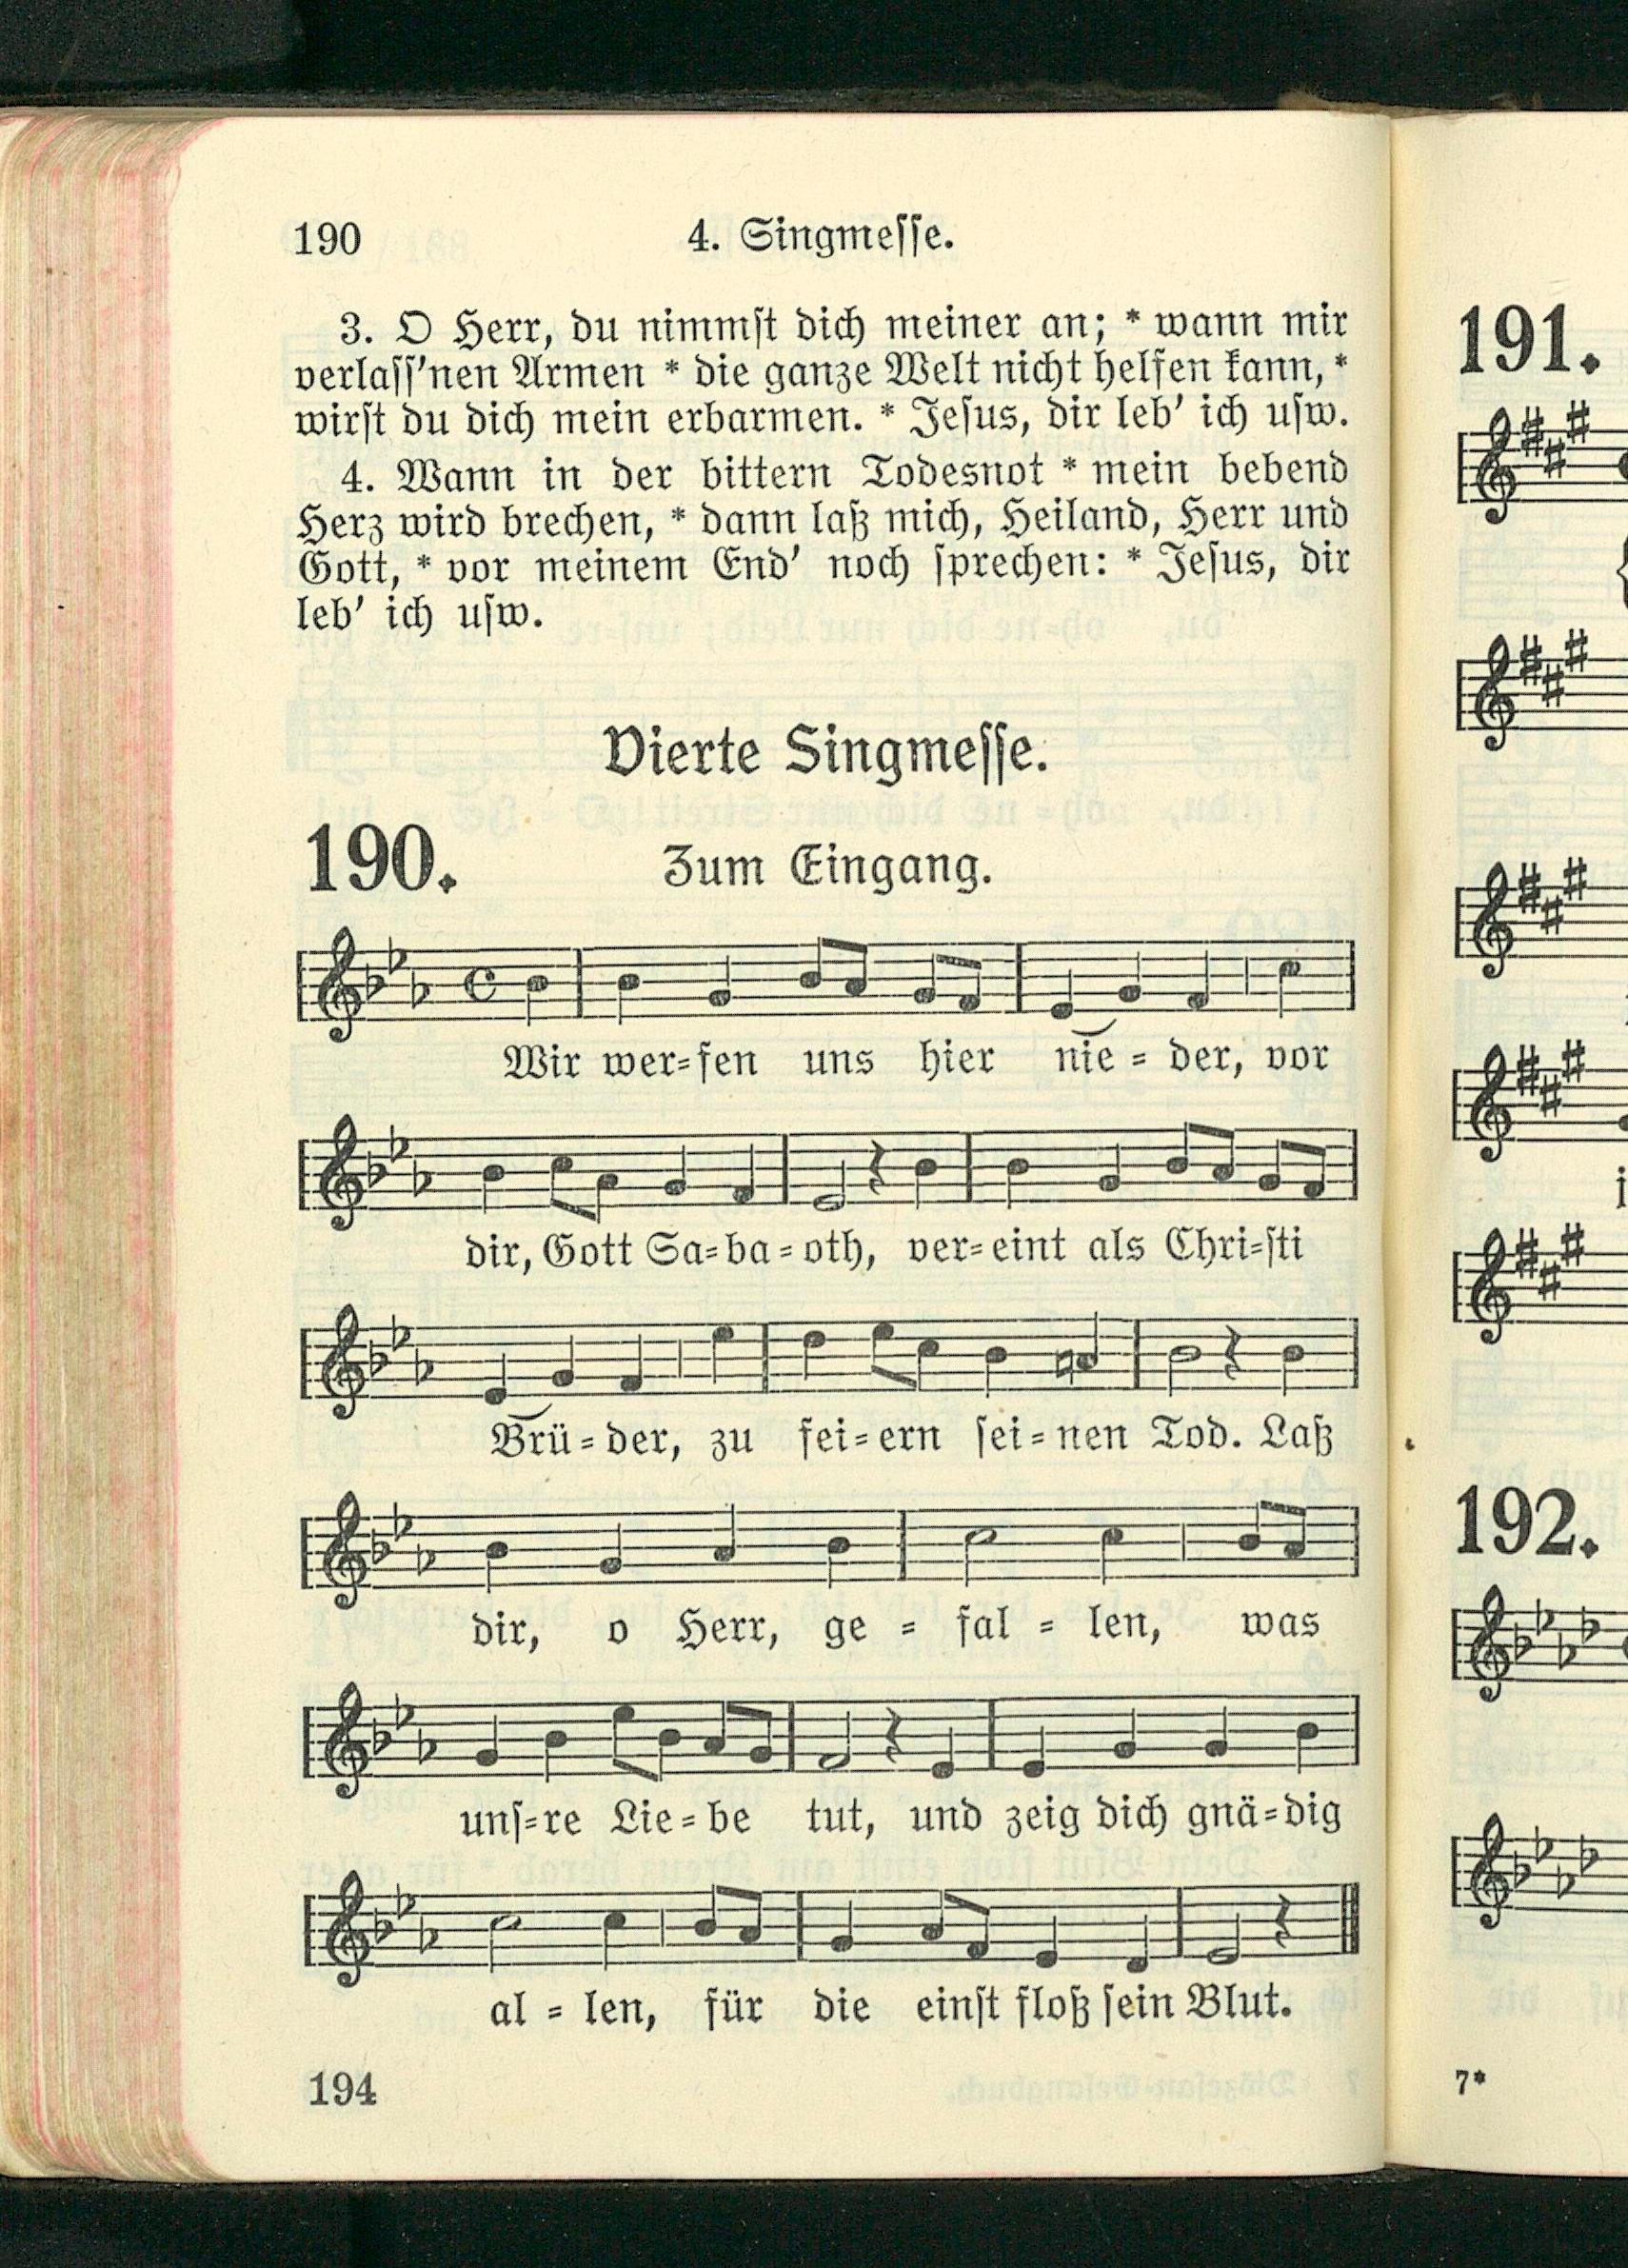 190
4. Singmesse.
3. O Herr, du nimmst dich meiner an; * wann mir
verlass'nen Armen * die ganze Welt nicht helfen kann, *
wirst du dich mein erbarmen. * Jesus, dir leb' ich usw.
4. Wann in der bittern Todesnot * mein bebend
Herz wird brechen, * dann laß mich, Heiland, Herr und
Gott, * vor meinem End' noch sprechen: * Jesus, dir
leb' ich usw.
Vierte Singmesse.
190.
Zum Eingang.
Wir wer=fen uns hier nie = der, vor
dir, Gott Sa=ba=oth, ver=eint als Chri=sti
Brü=der, zu fei=ern sei=nen Tod. Laß
dir, o Herr, ge = fal = len, was
uns=re Lie=be tut, und zeig dich gnä=dig
al = len, für die einst floß sein Blut.
194
191.
192.
7*